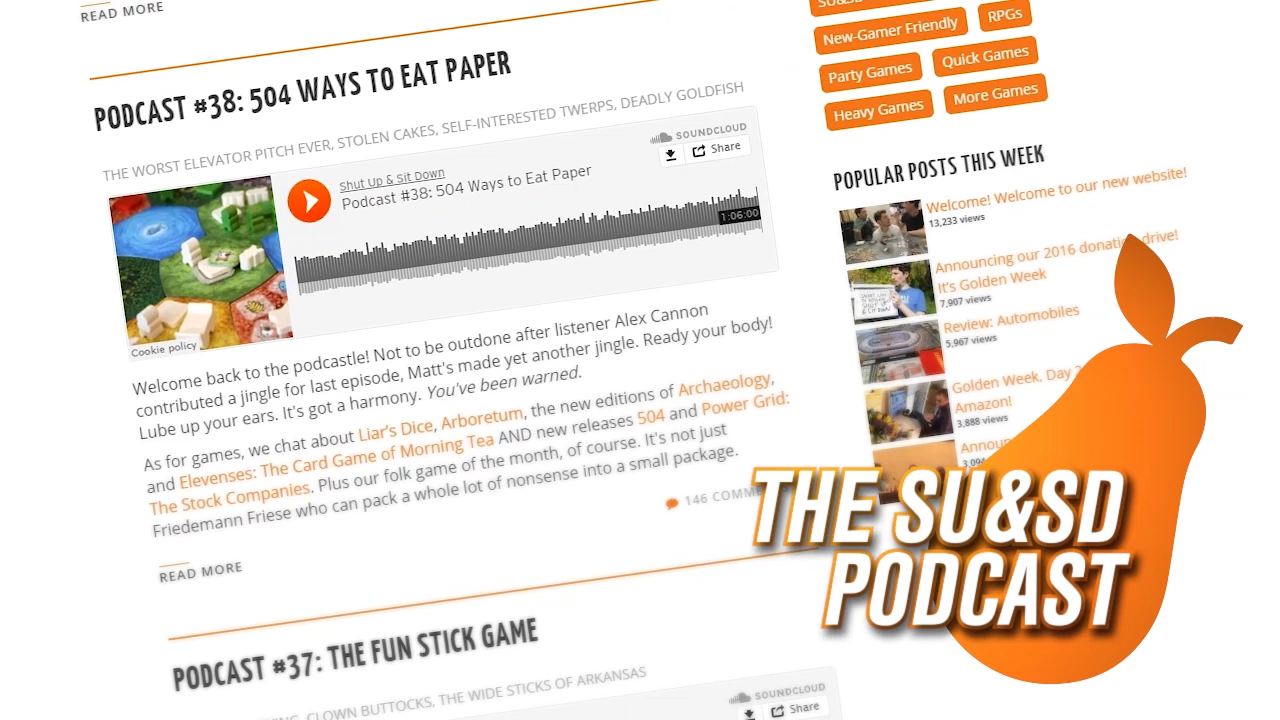 READ MORE
PODCAST #38: 504 WAYS TO EAT PAPER
THE WORST ELEVATOR PITCH EVER, STOLEN CAKES, SELF-INTERESTED TWERPS, DEADLY GOLDFISH
SOUNDCLOUD
Share
Shut Up & Sit Down
Podcast #38: 504 Ways to Eat Paper
1:06:00
Cookie policy
Welcome back to the podcastle! Not to be outdone after listener Alex Cannon
contributed a jingle for last episode, Matt's made yet another jingle. Ready your body!
Lube up your ears. It's got a harmony. You've been warned.
As for games, we chat about Liar's Dice, Arboretum, the new editions of Archaeology,
and Elevenses: The Card Game of Morning Tea AND new releases 504 and Power Grid:
The Stock Companies. Plus our folk game of the month, of course. It's not just
Friedemann Friese who can pack a whole lot of nonsense into a small package.
146
READ MORE
PODCAST #37: THE FUN STICK GAME
CLOWN BUTTOCKS, THE WIDE STICKS OF ARKANSAS
SOUNDCLOUD
Share
New-Gamer Friendly
RPGs
Party Games
Quick Games
Heavy Games
More Games
POPULAR POSTS THIS WEEK
Welcome! Welcome to our new website!
13,233 views
Announcing our 2016 donation drive!
It's Golden Week
7,907 views
Review: Automobiles
5,967 views
Golden Week, Day
Amazon!
3,888 views
THE SU&SD
PODCAST